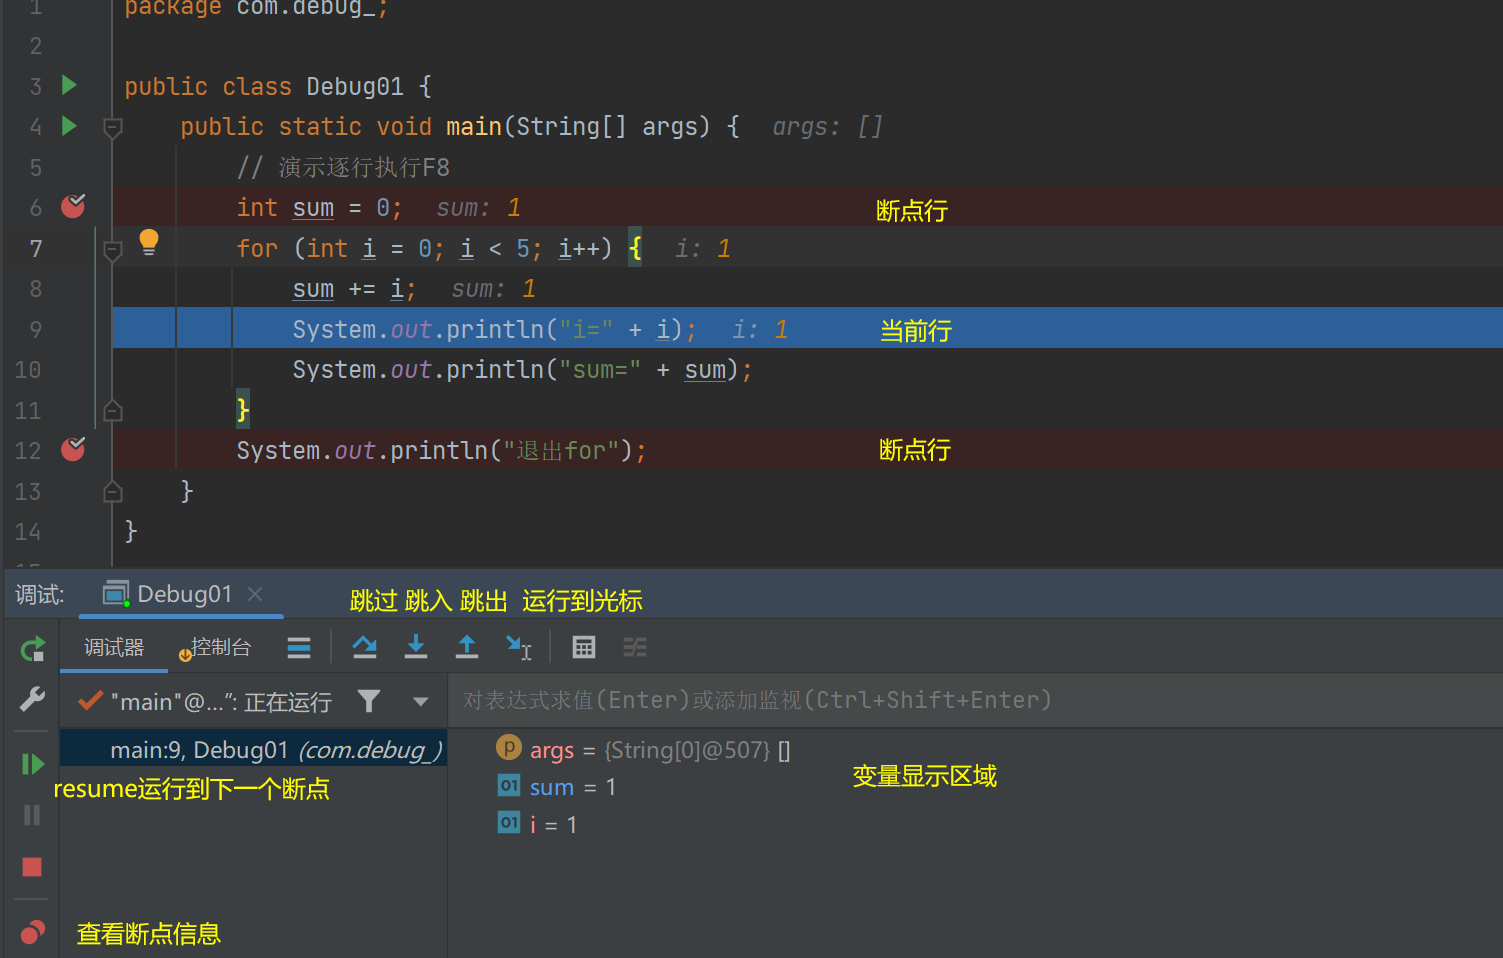 1 package com.debug_;
2
3 public class Debug01 {
4 public static void main(String[] args) { args: []
5 // 演示逐行执行F8
6 int sum = 0; sum: 1 断点行
7 for (int i = 0; i < 5; i++) { i: 1
8 sum += i; sum: 1
9 System.out.println("i=" + i); i: 1 当前行
10 System.out.println("sum=" + sum);
11 }
12 System.out.println("退出for"); 断点行
13 }
14 }
调试: Debug01 跳过 跳入 跳出 运行到光标
调试器 控制台
"main"@...”: 正在运行 对表达式求值(Enter)或添加监视(Ctrl+Shift+Enter)
main:9, Debug01 (com.debug_) p args = {String[0]@507} []
resume运行到下一个断点 01 sum = 1 变量显示区域
01 i = 1
查看断点信息